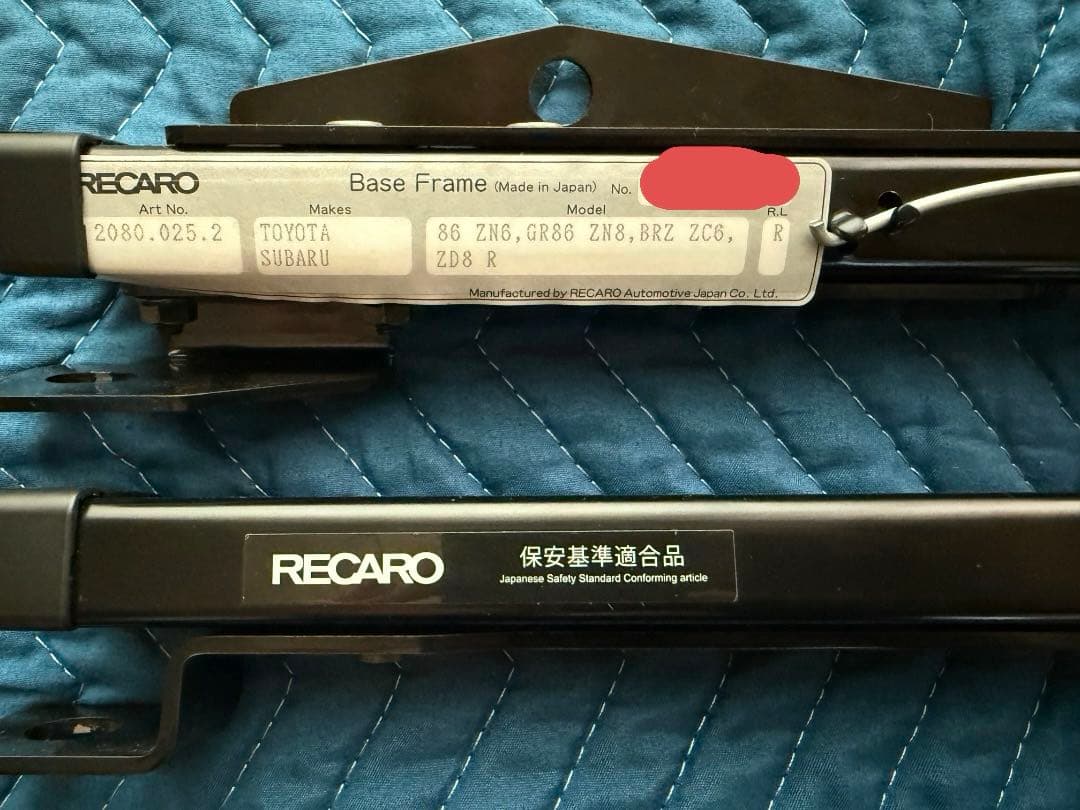 RECARO Base Frame (Made in Japan) No.
Art No. Makes Model R.L
2080.025.2 TOYOTA 86 ZN6,GR86 ZN8,BRZ ZC6, R
SUBARU ZD8 R
Manufactured by RECARO Automotive Japan Co., Ltd.
RECARO 保安基準適合品
Japanese Safety Standard Conforming article